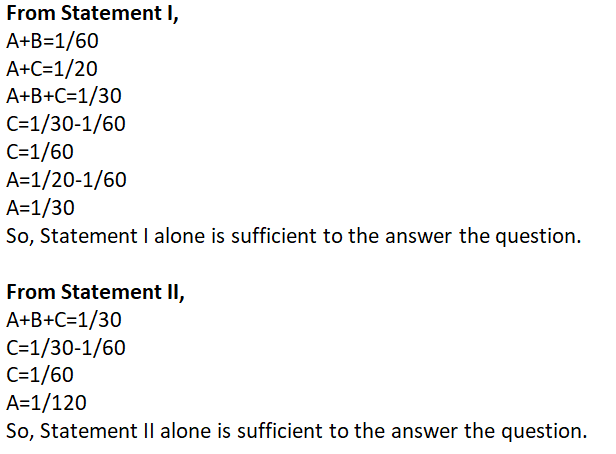 From Statement I,
A+B=1/60
A+C=1/20
A+B+C=1/30
C=1/30-1/60
C=1/60
A=1/20-1/60
A=1/30
So, Statement I alone is sufficient to the answer the question.
From Statement II,
A+B+C=1/30
C=1/30-1/60
C=1/60
A=1/120
So, Statement II alone is sufficient to the answer the question.